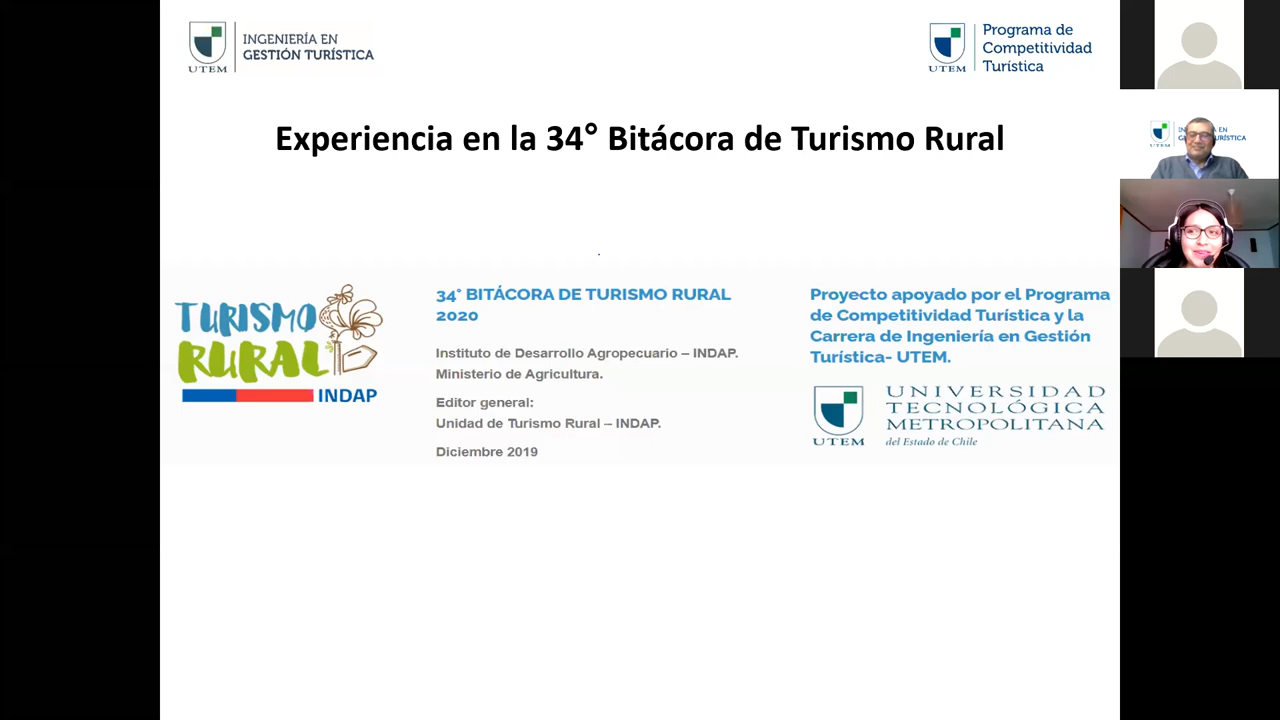 UTEM
INGENIERÍA EN
GESTIÓN TURÍSTICA
UTEM
Programa de
Competitividad
Turística
Experiencia en la 34° Bitácora de Turismo Rural
TURISMO
RURAL
INDAP
34° BITÁCORA DE TURISMO RURAL
2020
Instituto de Desarrollo Agropecuario – INDAP.
Ministerio de Agricultura.
Editor general:
Unidad de Turismo Rural – INDAP.
Diciembre 2019
Proyecto apoyado por el Programa
de Competitividad Turística y la
Carrera de Ingeniería en Gestión
Turística- UTEM.
UTEM
UNIVERSIDAD
TECNOLÓGICA
METROPOLITANA
del Estado de Chile